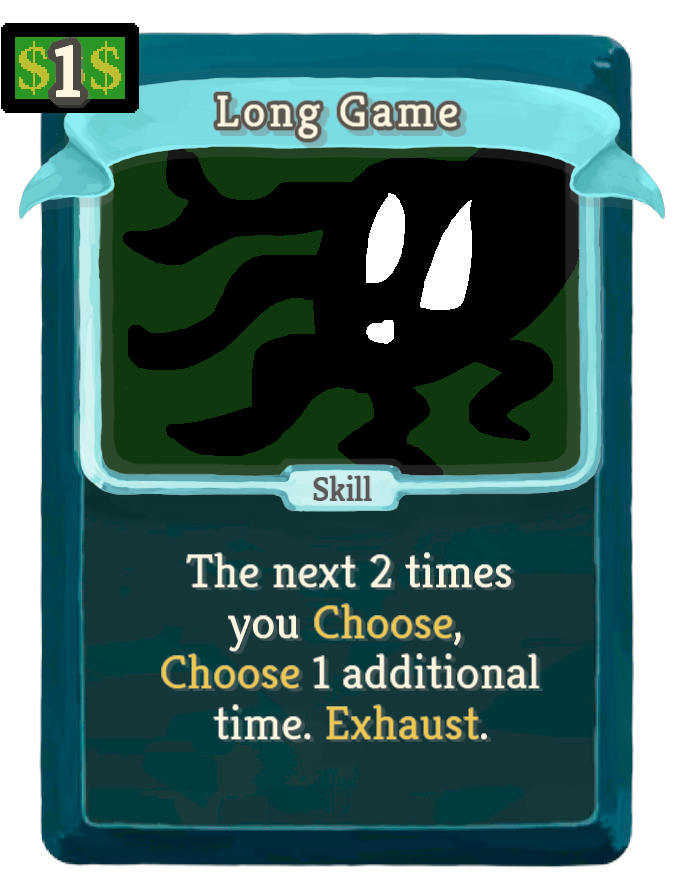 $1$
Long Game
Skill
The next 2 times
you Choose,
Choose 1 additional
time. Exhaust.